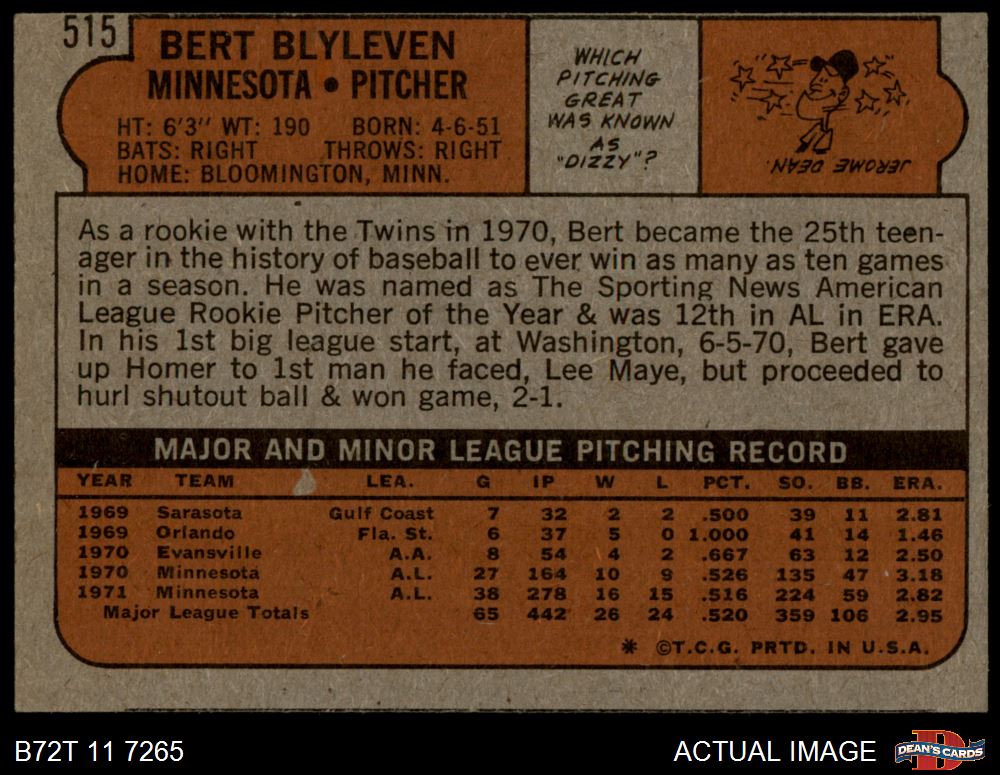 515
BERT BLYLEVEN
MINNESOTA • PITCHER
HT: 6'3" WT: 190 BORN: 4-6-51
BATS: RIGHT THROWS: RIGHT
HOME: BLOOMINGTON, MINN.
WHICH
PITCHING
GREAT
WAS KNOWN
AS
"DIZZY"?
JEROME DEAN.
As a rookie with the Twins in 1970, Bert became the 25th teen-
ager in the history of baseball to ever win as many as ten games
in a season. He was named as The Sporting News American
League Rookie Pitcher of the Year & was 12th in AL in ERA.
In his 1st big league start, at Washington, 6-5-70, Bert gave
up Homer to 1st man he faced, Lee Maye, but proceeded to
hurl shutout ball & won game, 2-1.
MAJOR AND MINOR LEAGUE PITCHING RECORD
YEAR TEAM LEA. G IP W L PCT. SO. BB. ERA.
1969 Sarasota Gulf Coast 7 32 2 2 .500 39 11 2.81
1969 Orlando Fla. St. 6 37 5 0 1.000 41 14 1.46
1970 Evansville A.A. 8 54 4 2 .667 63 12 2.50
1970 Minnesota A.L. 27 164 10 9 .526 135 47 3.18
1971 Minnesota A.L. 38 278 16 15 .516 224 59 2.82
Major League Totals 65 442 26 24 .520 359 106 2.95
* ©T.C.G. PRTD. IN U.S.A.
B72T 11 7265
ACTUAL IMAGE
DEAN'S CARDS